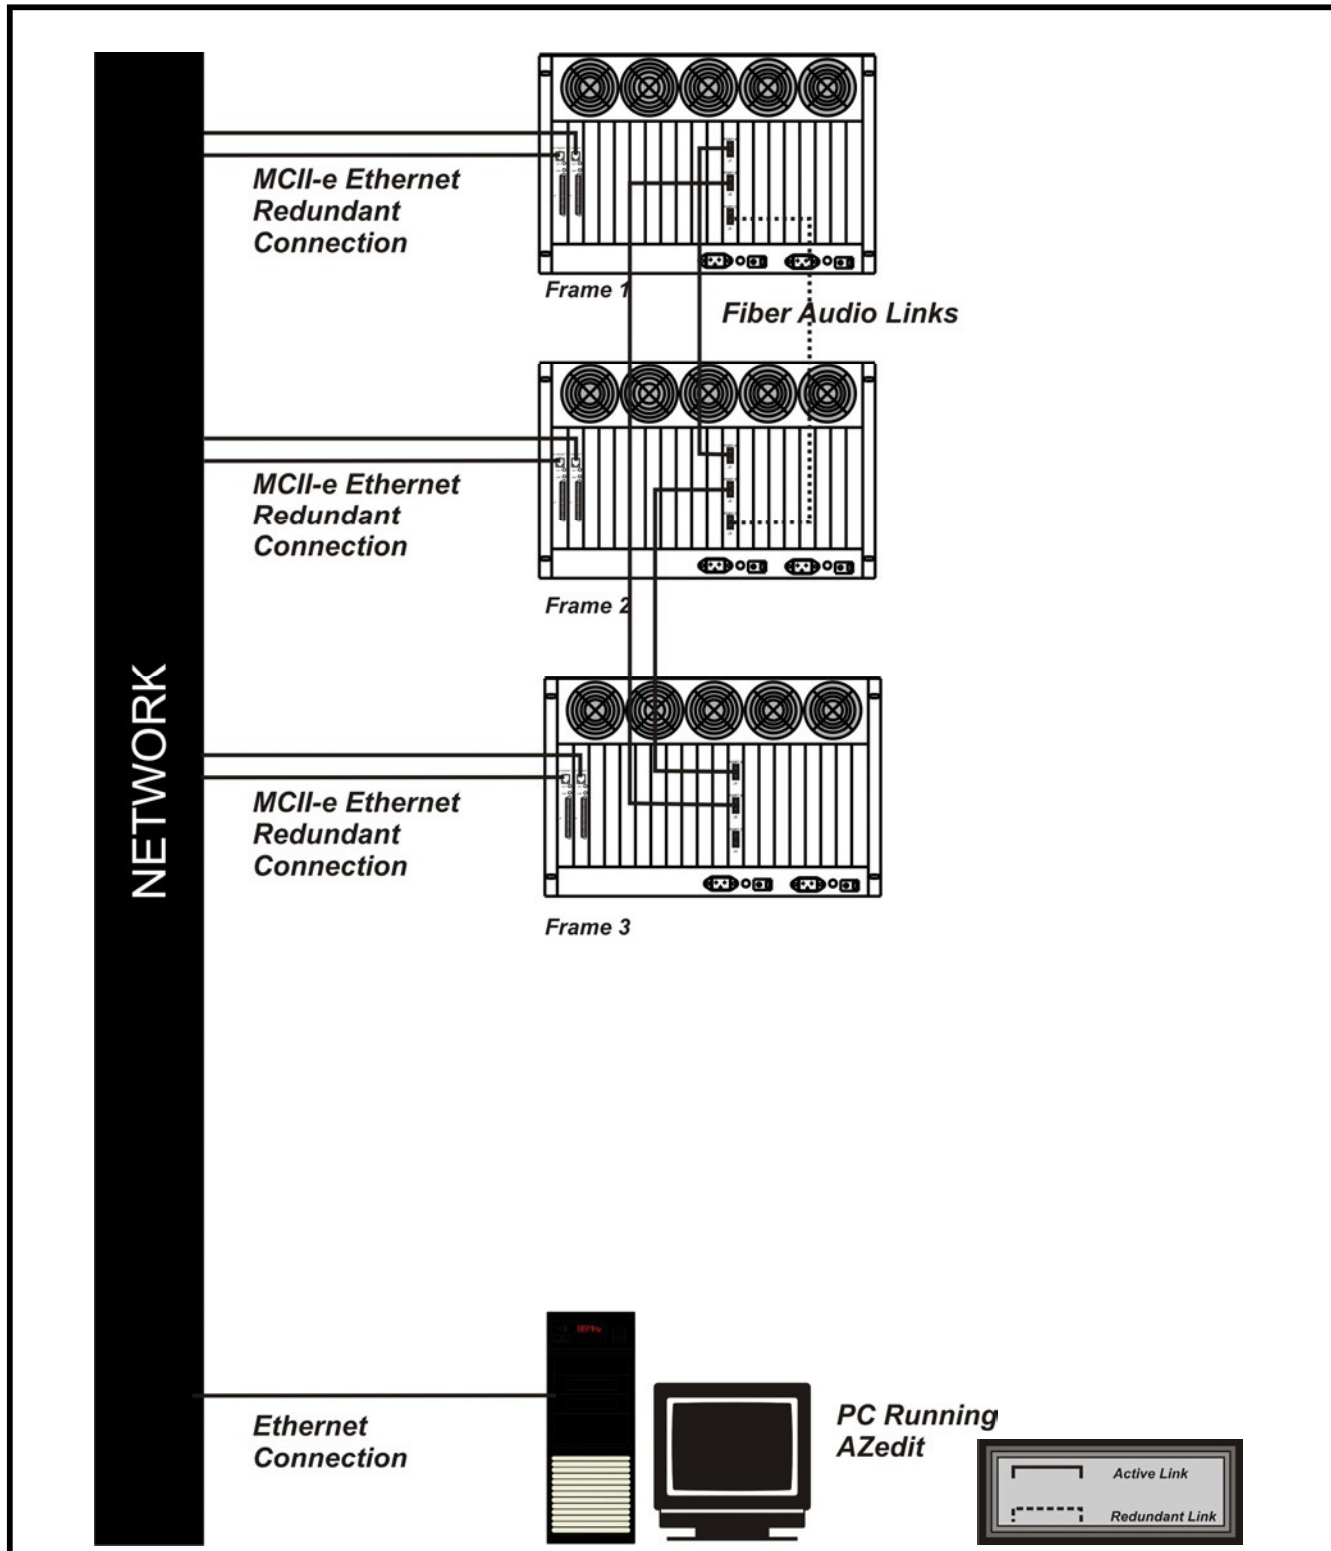 MCII-e Ethernet
Redundant
Connection
Frame 1
Fiber Audio Links
MCII-e Ethernet
Redundant
Connection
Frame 2
NETWORK
MCII-e Ethernet
Redundant
Connection
Frame 3
Ethernet
Connection
PC Running
AZedit
Active Link
Redundant Link